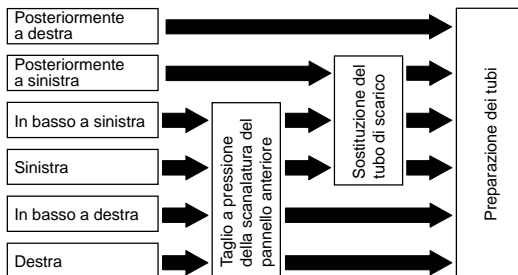 Posteriormente
a destra
Posteriormente
a sinistra
In basso a sinistra
Sinistra
In basso a destra
Destra
Taglio a pressione
della scanalatura del
pannello anteriore
Sostituzione del
tubo di scarico
Preparazione dei tubi